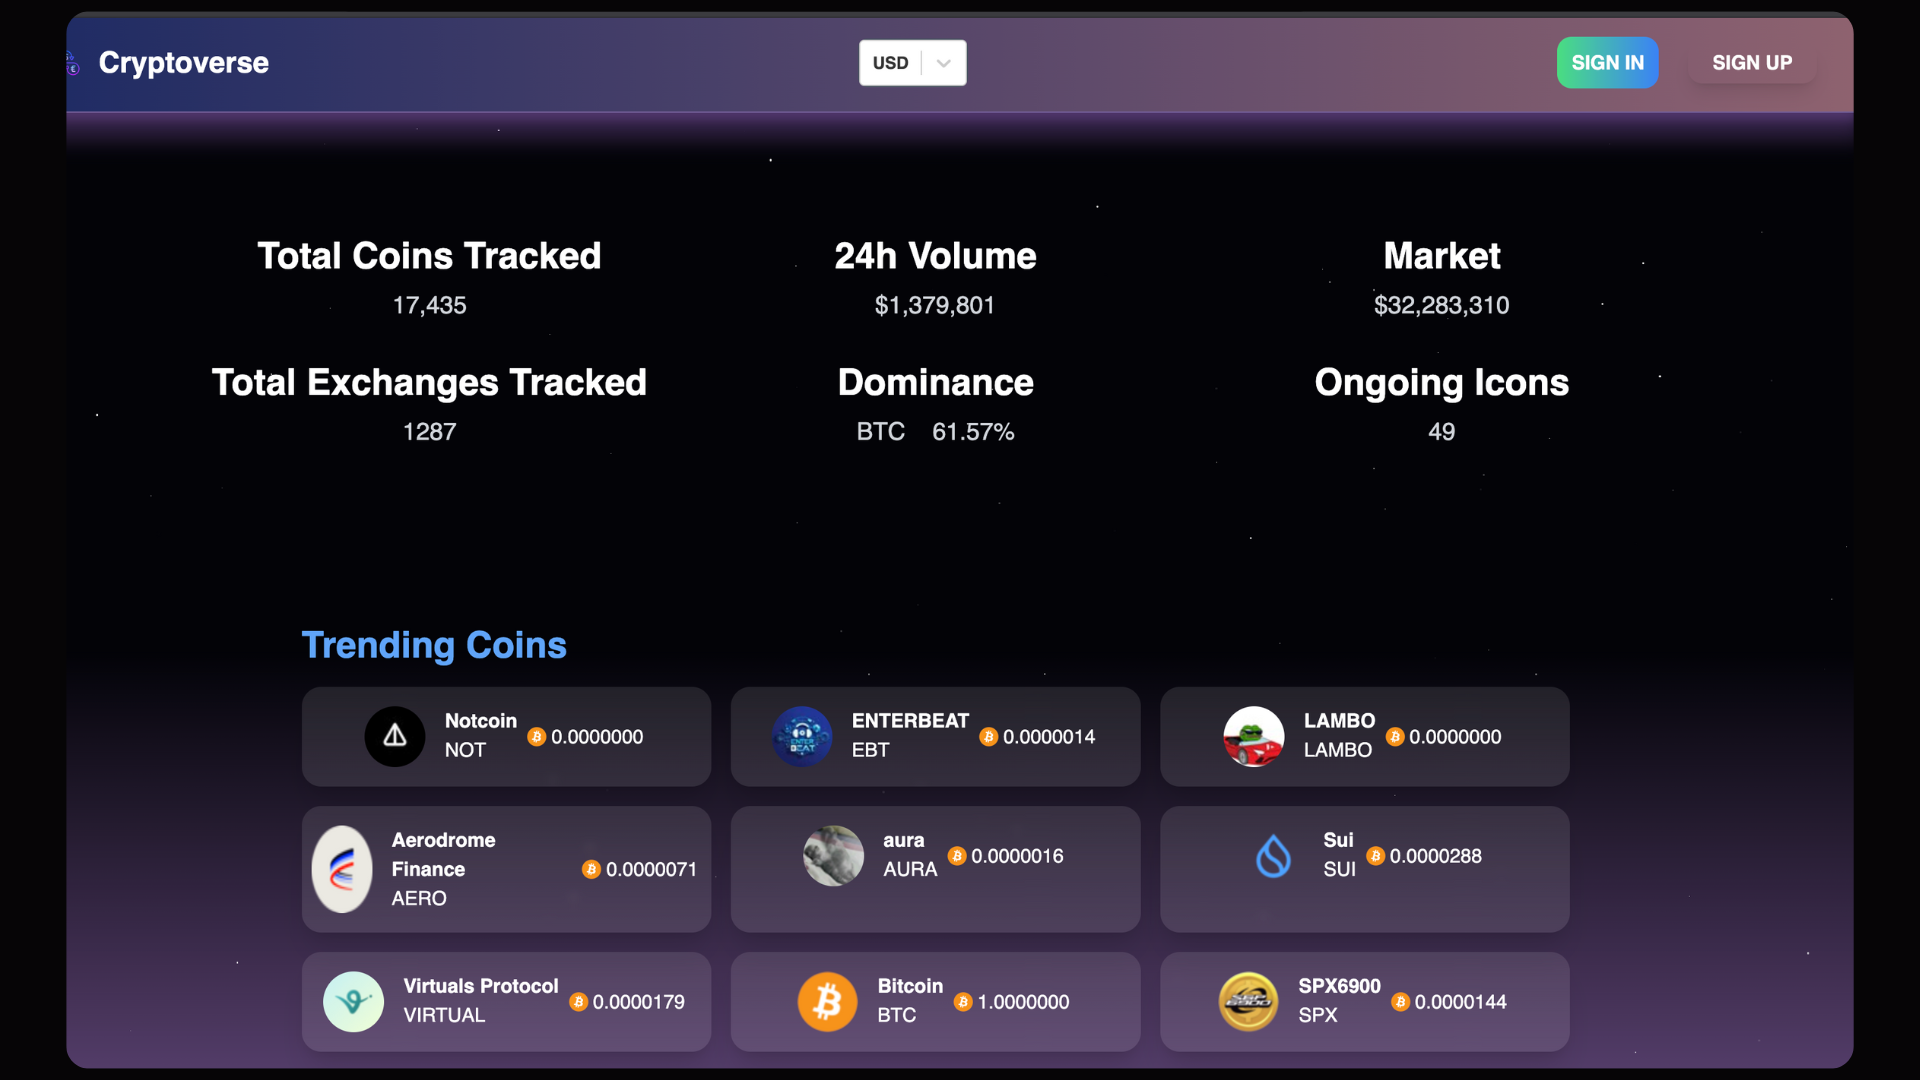 Cryptoverse
USD
SIGN IN
SIGN UP
Total Coins Tracked
17,435
24h Volume
$1,379,801
Market
$32,283,310
Total Exchanges Tracked
1287
Dominance
BTC 61.57%
Ongoing Icons
49
Trending Coins
Notcoin
NOT
0.0000000
ENTERBEAT
EBT
0.0000014
LAMBO
LAMBO
0.0000000
Aerodrome
Finance
AERO
0.0000071
aura
AURA
0.0000016
Sui
SUI
0.0000288
Virtuals Protocol
VIRTUAL
0.0000179
Bitcoin
BTC
1.0000000
SPX6900
SPX
0.0000144